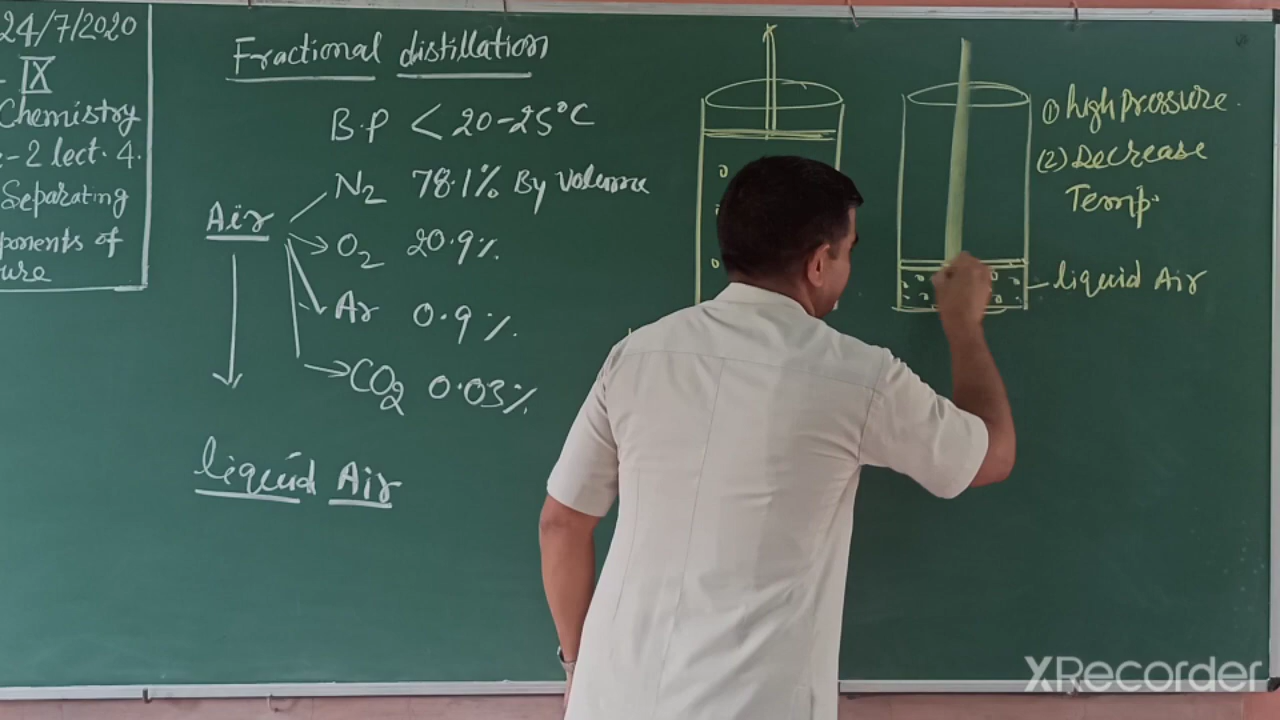 24/7/2020
- IX
Chemistry
-2 lect. 4.
Separating
ponents of
ure
Fractional distillation
B.P < 20-25°C
Air
N₂ 78.1% By Volume
O₂ 20.9%
Ar 0.9%
CO₂ 0.03%
liquid Air
① high pressure.
(2) Decrease
Temp.
liquid Air
XRecorder